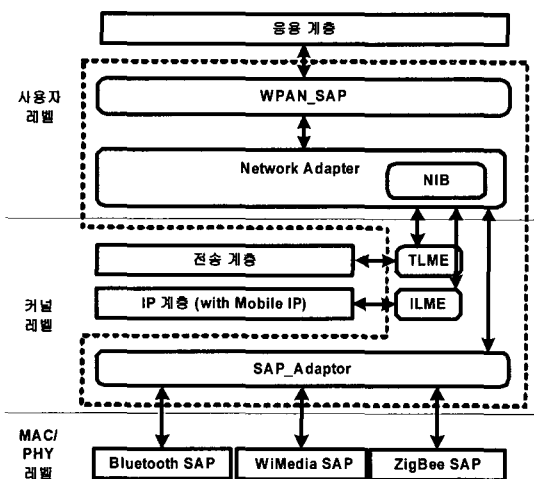 응용 계층
사용자
레벨
WPAN_SAP
Network Adapter
NIB
전송 계층
TLME
커널
레벨
IP 계층 (with Mobile IP)
ILME
SAP_Adaptor
MAC/
PHY
레벨
Bluetooth SAP
WiMedia SAP
ZigBee SAP